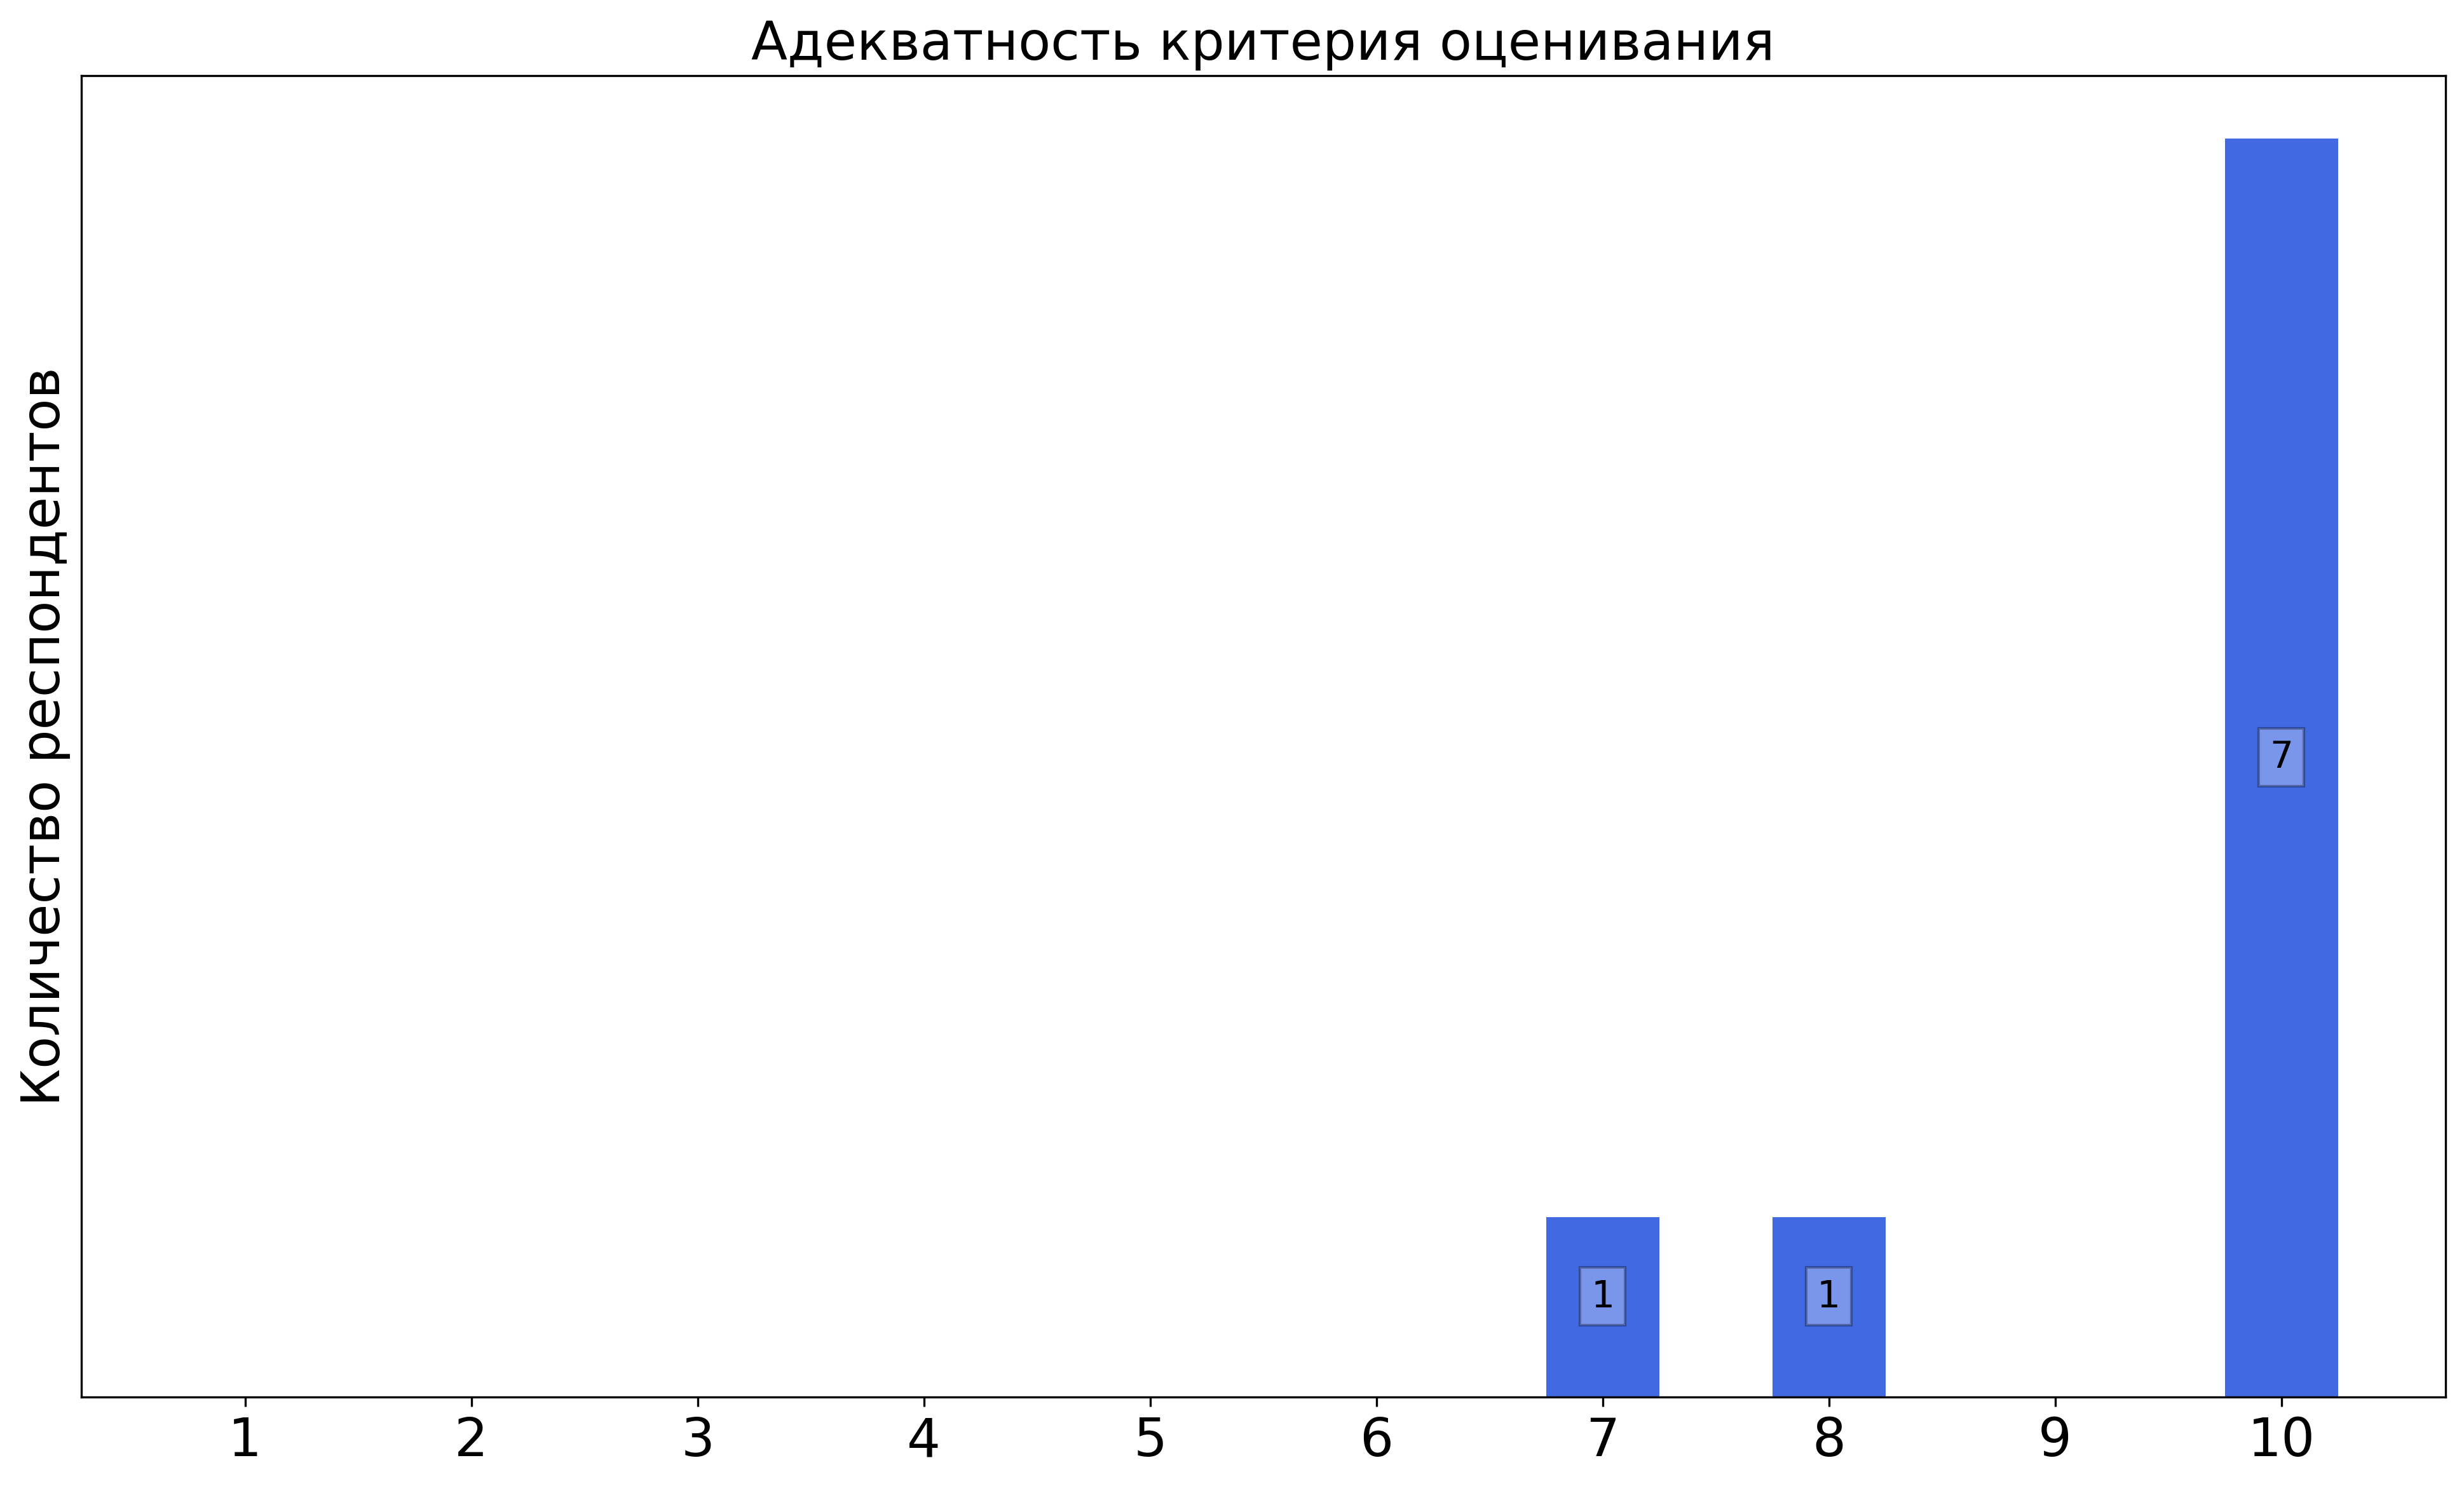 Адекватность критерия оценивания
Количество респондентов
7
1
1
1 2 3 4 5 6 7 8 9 10